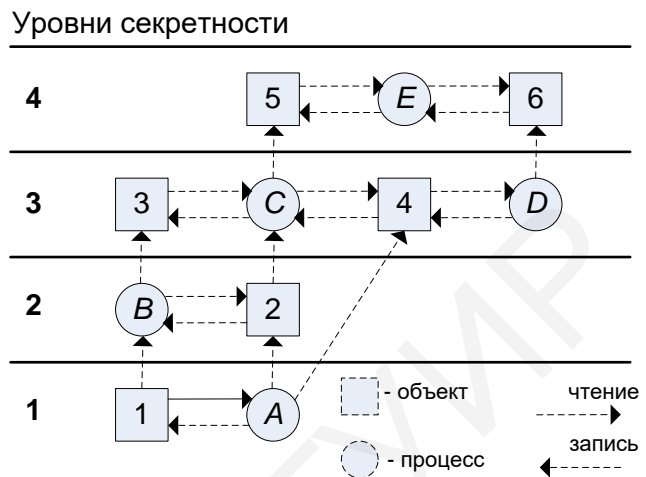 Уровни секретности
4 5 E 6
3 3 C 4 D
2 B 2
1 1 A
- объект чтение
- процесс запись